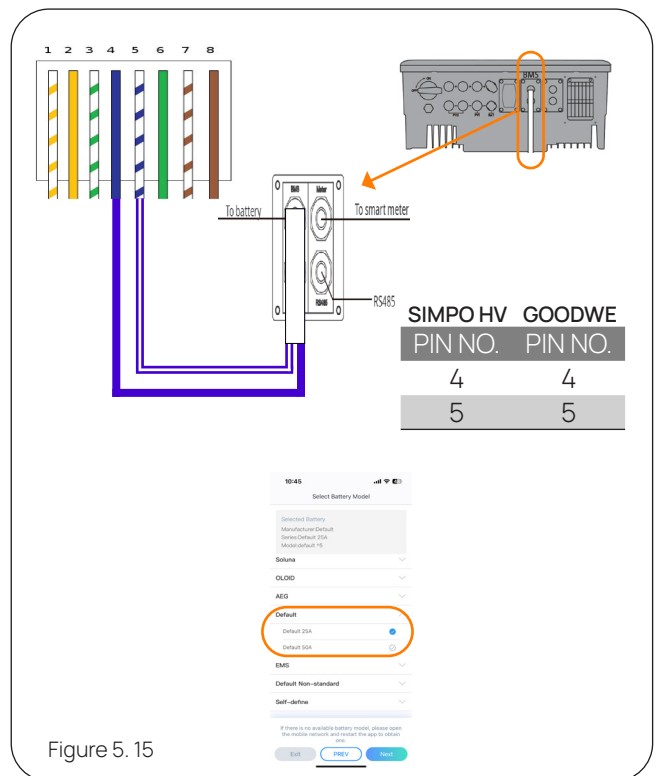 1 2 3 4 5 6 7 8
BMS
To battery
BMS Meter
To smart meter
RS485
RS485
SIMPO HV GOODWE
PIN NO. PIN NO.
4 4
5 5
10:45
Select Battery Model
Selected Battery
Manufacturer:Default
Series:Default 25A
Model:default *5
Soluna
OLOID
AEG
Default
Default 25A
Default 50A
EMS
Default Non-standard
Self-define
If there is no available battery model, please open
the mobile network and restart the app to obtain
one.
Exit PREV Next
Figure 5. 15